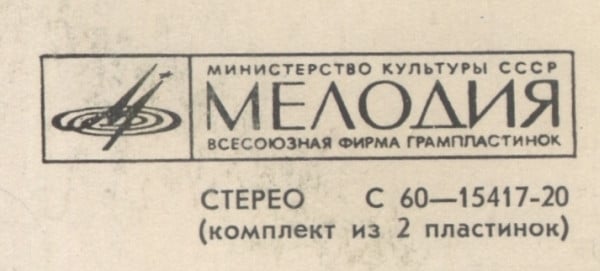 МИНИСТЕРСТВО КУЛЬТУРЫ СССР
МЕЛОДИЯ
ВСЕСОЮЗНАЯ ФИРМА ГРАМПЛАСТИНОК
СТЕРЕО С 60—15417-20
(комплект из 2 пластинок)